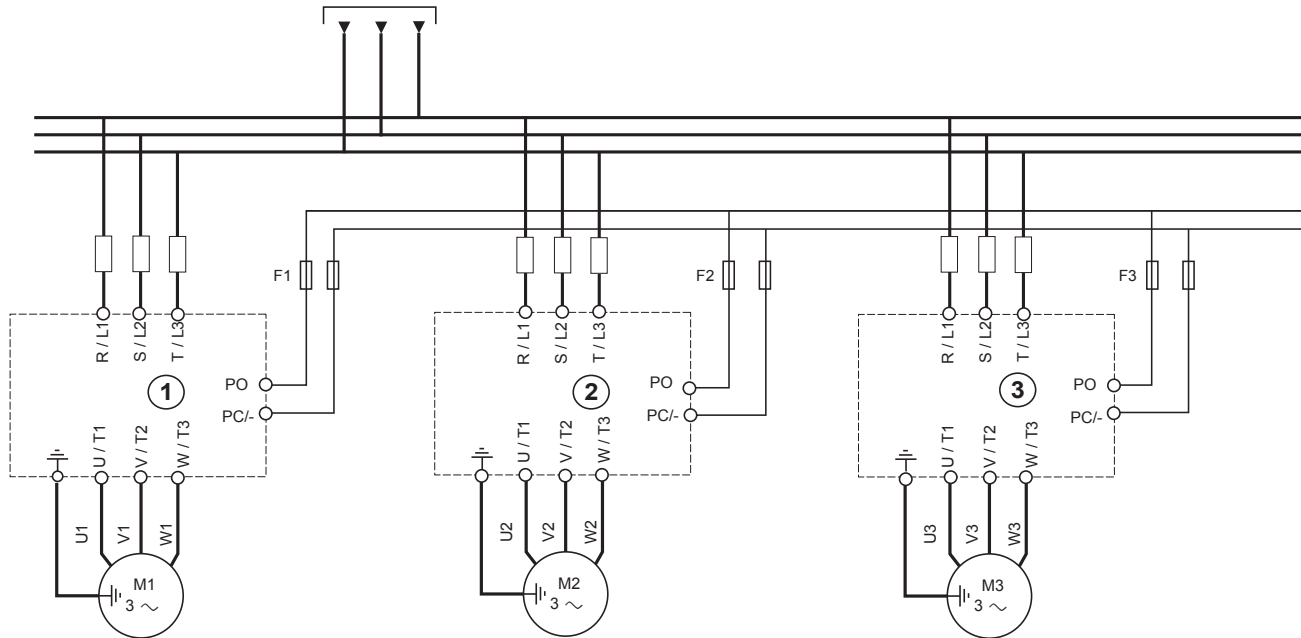 F1
F2
F3
R / L1
S / L2
T / L3
R / L1
S / L2
T / L3
R / L1
S / L2
T / L3
1
PO
PC/-
2
PO
PC/-
3
PO
PC/-
U / T1
V / T2
W / T3
U / T1
V / T2
W / T3
U / T1
V / T2
W / T3
U1
V1
W1
U2
V2
W2
U3
V3
W3
M1
3 ~
M2
3 ~
M3
3 ~